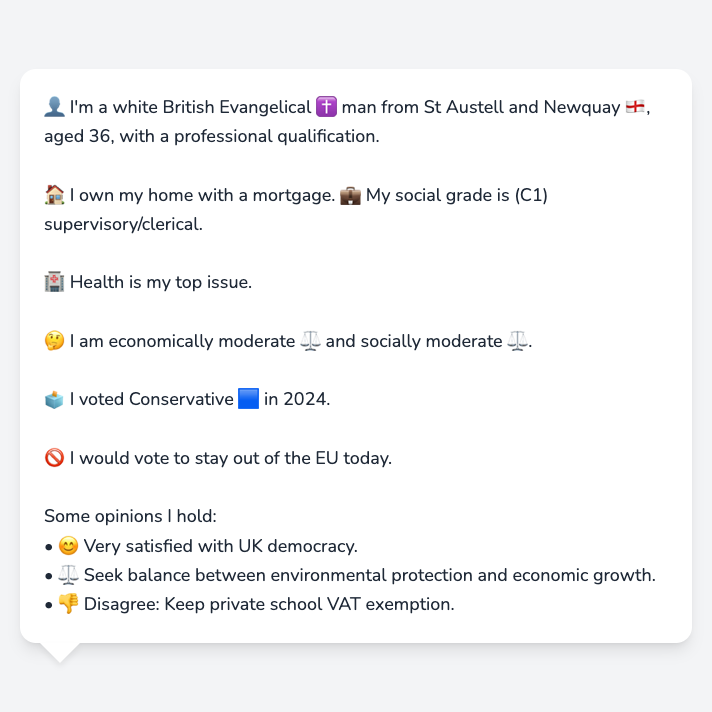 👤 I'm a white British Evangelical ✝️ man from St Austell and Newquay 🏴󠁧󠁢󠁥󠁮󠁧󠁿,
aged 36, with a professional qualification.
🏠 I own my home with a mortgage. 💼 My social grade is (C1)
supervisory/clerical.
🏥 Health is my top issue.
🤔 I am economically moderate ⚖️ and socially moderate ⚖️.
🗳️ I voted Conservative 🟦 in 2024.
🚫 I would vote to stay out of the EU today.
Some opinions I hold:
• 😊 Very satisfied with UK democracy.
• ⚖️ Seek balance between environmental protection and economic growth.
• 👎 Disagree: Keep private school VAT exemption.